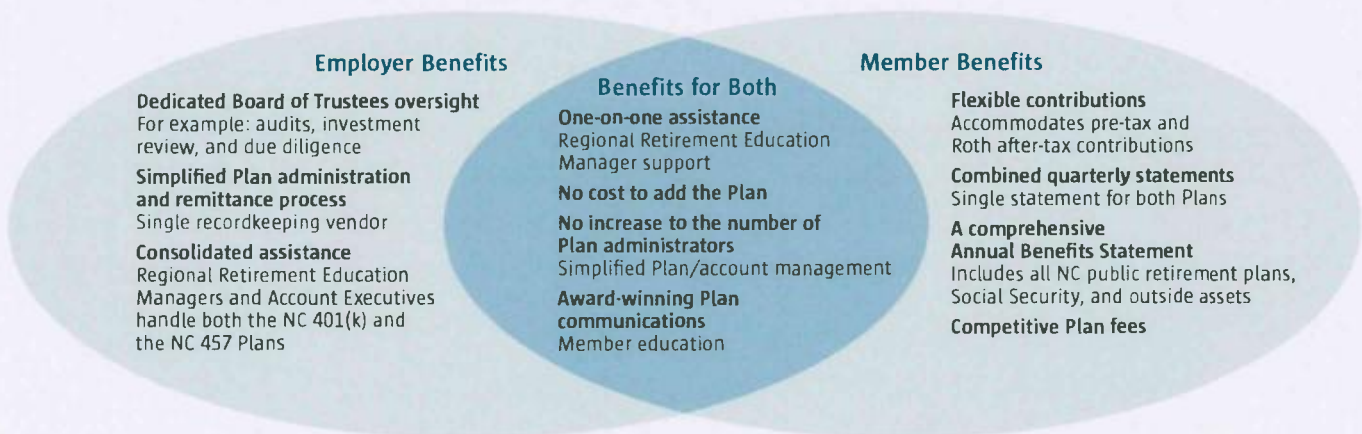 Employer Benefits
Dedicated Board of Trustees oversight
For example: audits, investment
review, and due diligence
Simplified Plan administration
and remittance process
Single recordkeeping vendor
Consolidated assistance
Regional Retirement Education
Managers and Account Executives
handle both the NC 401(k) and
the NC 457 Plans
Benefits for Both
One-on-one assistance
Regional Retirement Education
Manager support
No cost to add the Plan
No increase to the number of
Plan administrators
Simplified Plan/account management
Award-winning Plan
communications
Member education
Member Benefits
Flexible contributions
Accommodates pre-tax and
Roth after-tax contributions
Combined quarterly statements
Single statement for both Plans
A comprehensive
Annual Benefits Statement
Includes all NC public retirement plans,
Social Security, and outside assets
Competitive Plan fees